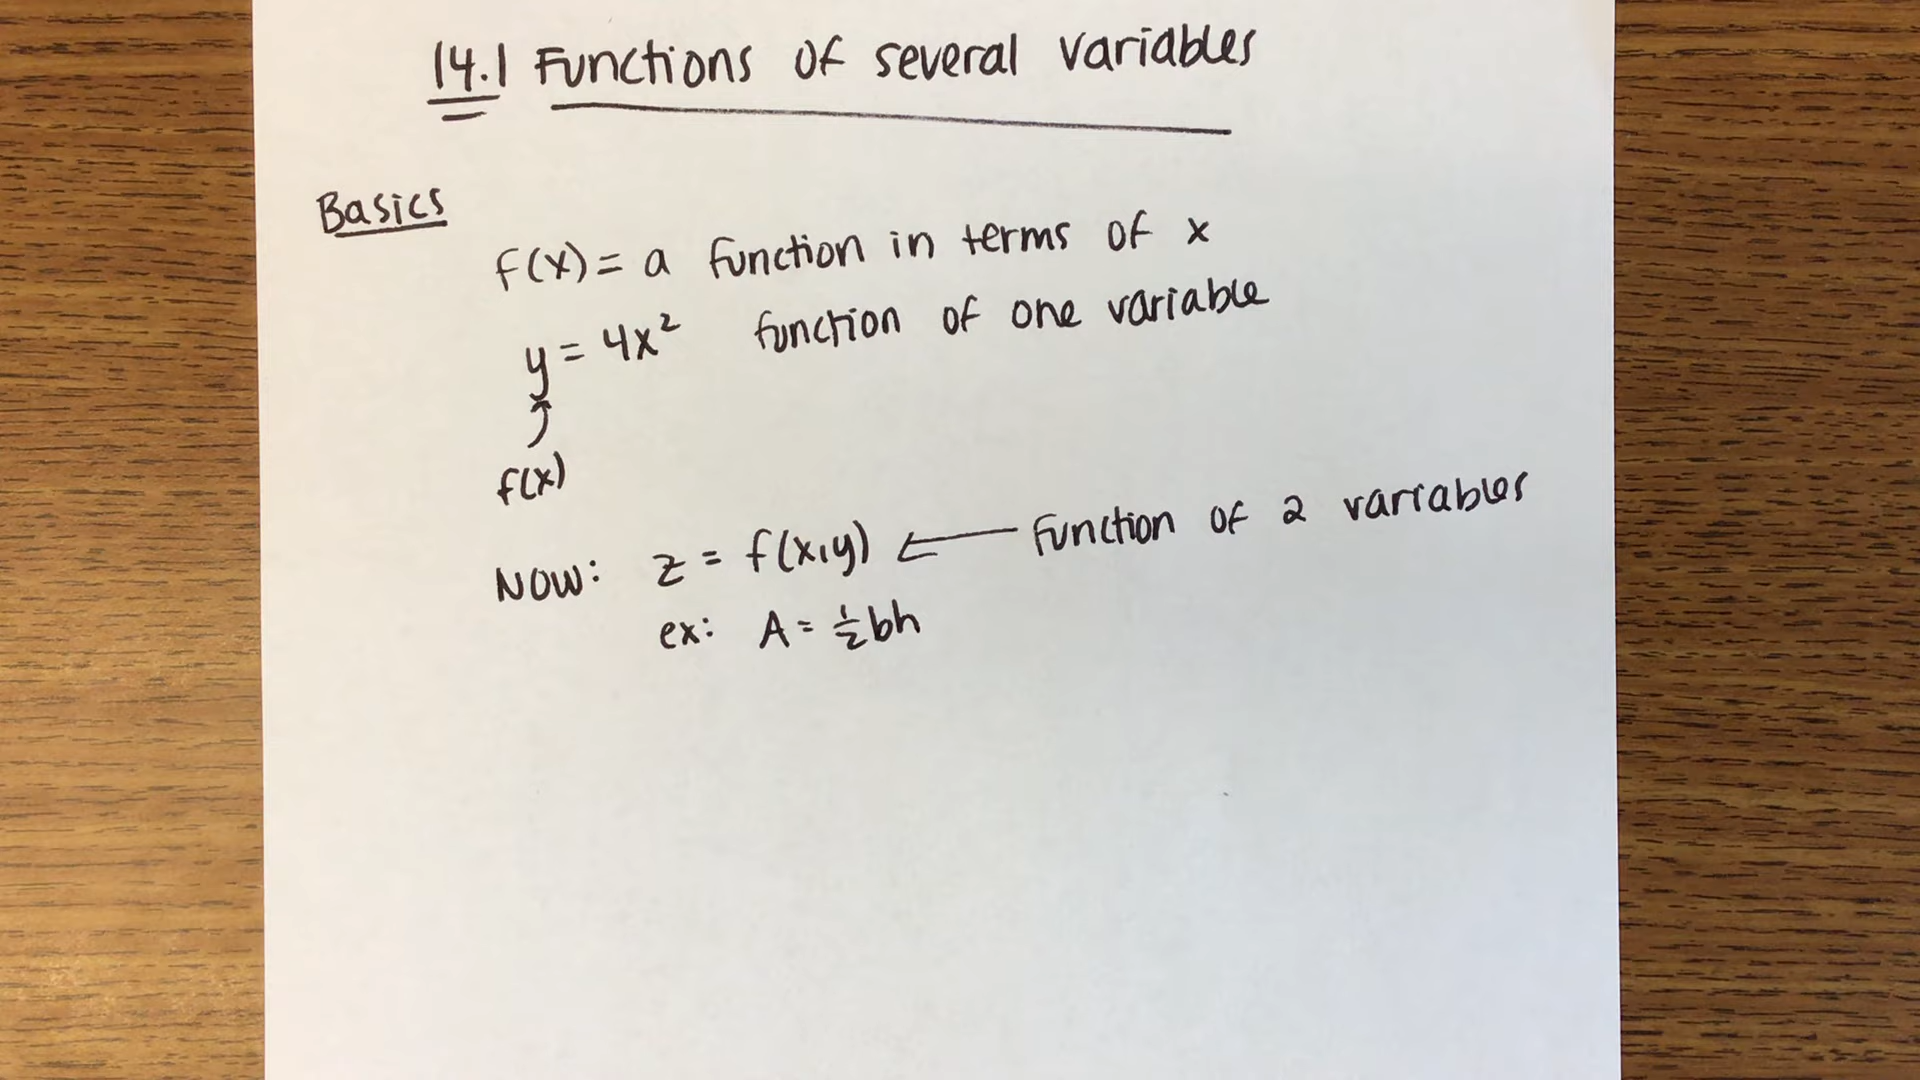 14.1 Functions of several variables
Basics
f(x) = a function in terms of x
y = 4x² function of one variable
f(x)
Now: z = f(x,y) ← function of 2 variables
ex: A = ½bh